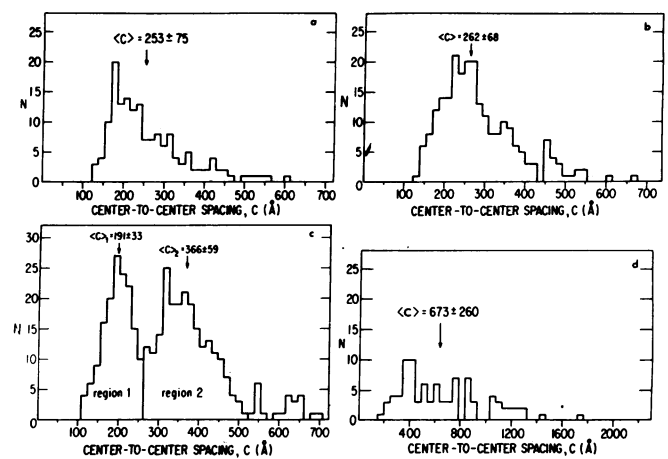 a
<C> = 253 ± 75
N
25
20
15
10
5
0
100 200 300 400 500 600 700
CENTER-TO-CENTER SPACING, C (Å)
b
<C> = 262 ± 68
N
25
20
15
10
5
0
100 200 300 400 500 600 700
CENTER-TO-CENTER SPACING, C (Å)
c
<C>₁ = 191 ± 33
<C>₂ = 366 ± 59
N
30
25
20
15
10
5
0
region 1
region 2
0 100 200 300 400 500 600 700
CENTER-TO-CENTER SPACING, C (Å)
d
<C> = 673 ± 260
N
25
20
15
10
5
0
400 800 1200 1600 2000
CENTER-TO-CENTER SPACING, C (Å)